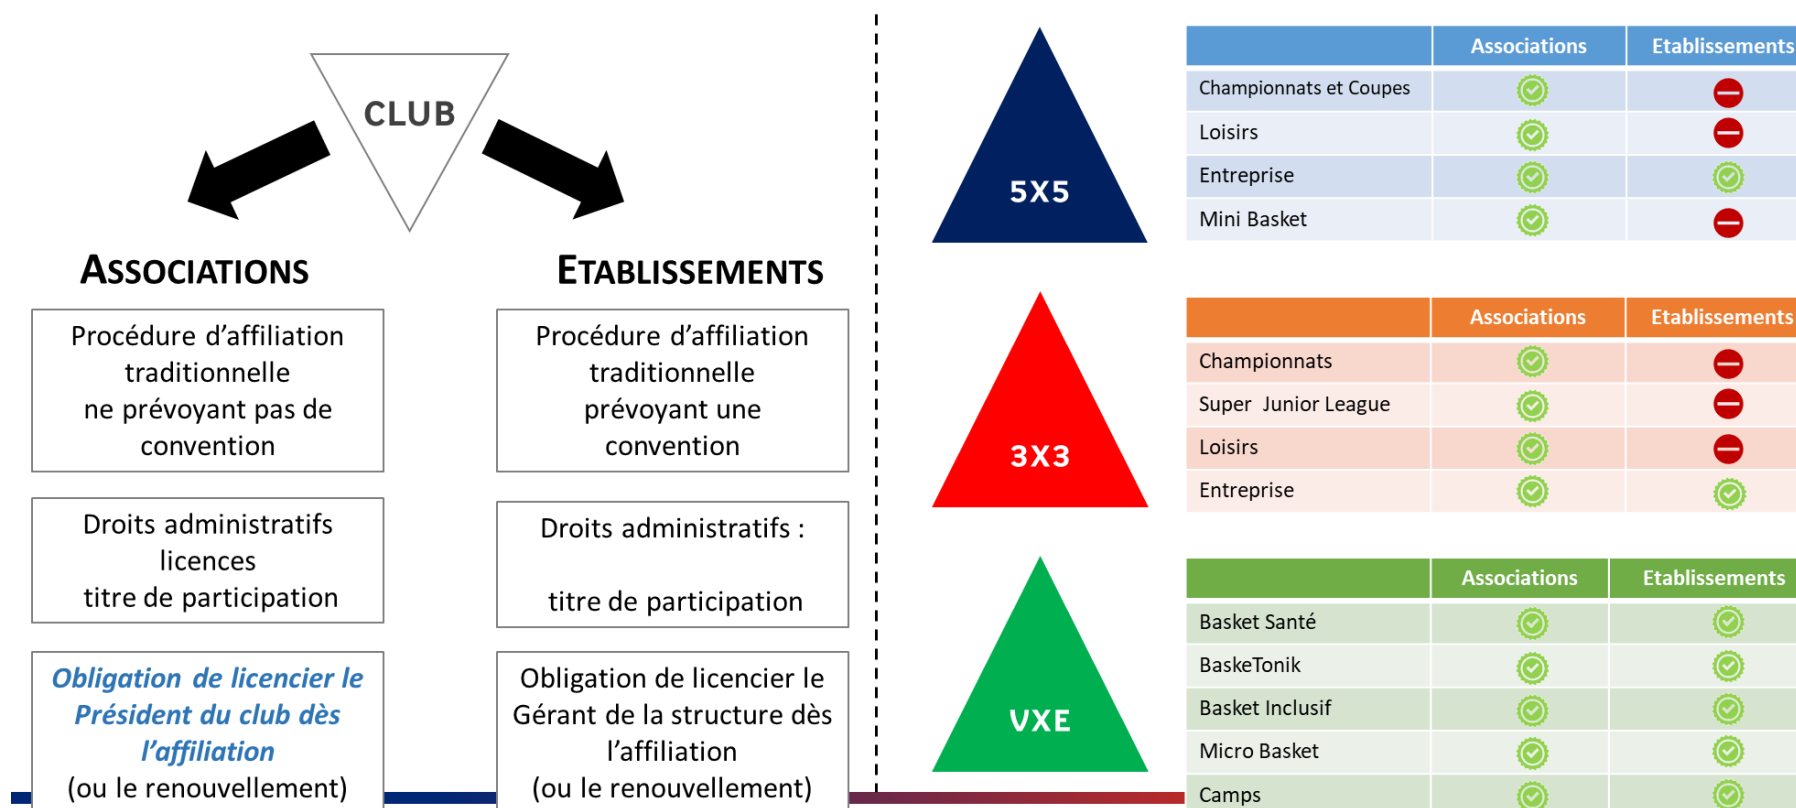 CLUB
ASSOCIATIONS
Procédure d’affiliation
traditionnelle
ne prévoyant pas de
convention
Droits administratifs
licences
titre de participation
Obligation de licencier le
Président du club dès
l’affiliation
(ou le renouvellement)
ETABLISSEMENTS
Procédure d’affiliation
traditionnelle
prévoyant une
convention
Droits administratifs :
titre de participation
Obligation de licencier le
Gérant de la structure dès
l’affiliation
(ou le renouvellement)
5X5
Associations Etablissements
Championnats et Coupes
Loisirs
Entreprise
Mini Basket
3X3
Associations Etablissements
Championnats
Super Junior League
Loisirs
Entreprise
VXE
Associations Etablissements
Basket Santé
BaskeTonik
Basket Inclusif
Micro Basket
Camps